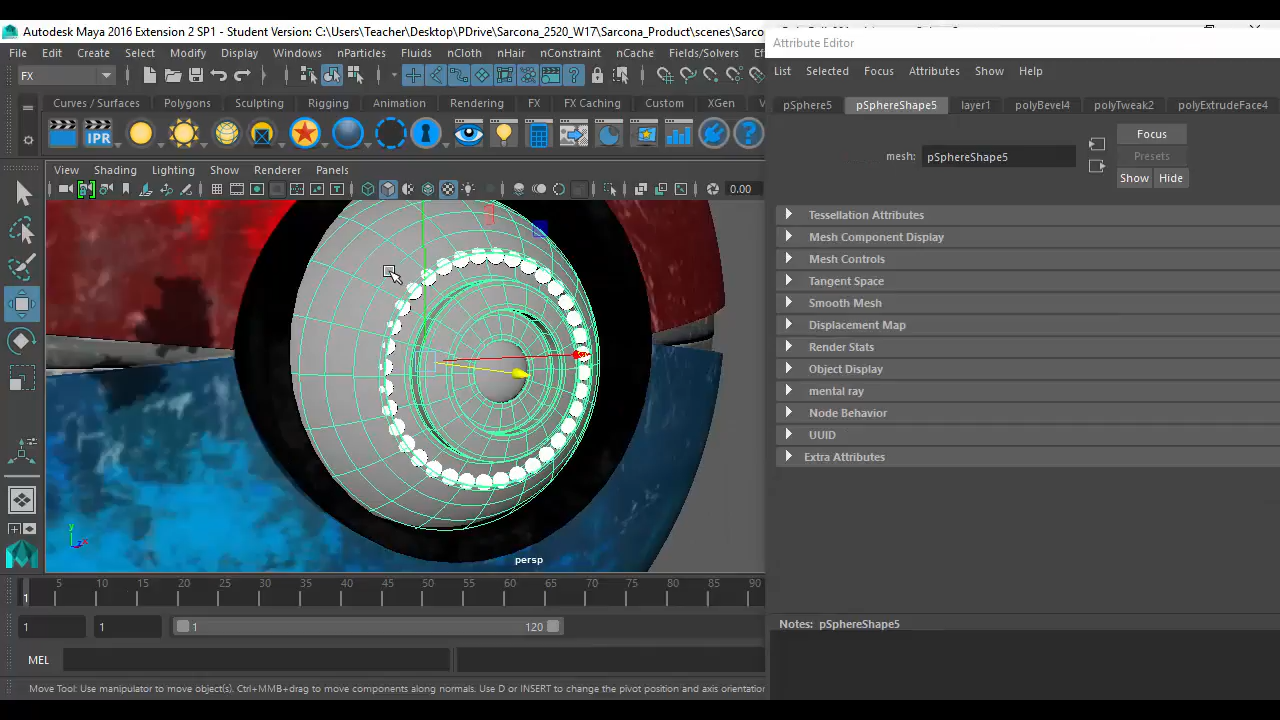 Autodesk Maya 2016 Extension 2 SP1 - Student Version: C:\Users\Teacher\Desktop\PDrive\Sarcona_2520_W17\Sarcona_Product\scenes\Sarco
File Edit Create Select Modify Display Windows nParticles Fluids nCloth nHair nConstraint nCache Fields/Solvers
FX
Curves / Surfaces Polygons Sculpting Rigging Animation Rendering FX FX Caching Custom XGen
IPR
View Shading Lighting Show Renderer Panels
0.00
persp
y
z
5 10 15 20 25 30 35 40 45 50 55 60 65 70 75 80 85 90
1
1 1 1 120
MEL
Move Tool: Use manipulator to move object(s). Ctrl+MMB+drag to move components along normals. Use D or INSERT to change the pivot position and axis orientation
Attribute Editor
List Selected Focus Attributes Show Help
pSphere5 pSphereShape5 layer1 polyBevel4 polyTweak2 polyExtrudeFace4
mesh: pSphereShape5
Focus
Presets
Show Hide
Tessellation Attributes
Mesh Component Display
Mesh Controls
Tangent Space
Smooth Mesh
Displacement Map
Render Stats
Object Display
mental ray
Node Behavior
UUID
Extra Attributes
Notes: pSphereShape5